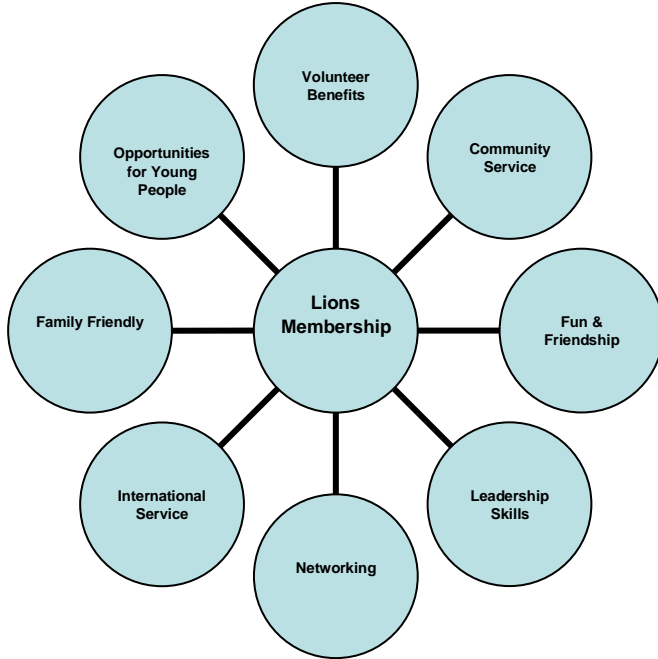 Volunteer
Benefits
Community
Service
Fun &
Friendship
Leadership
Skills
Networking
International
Service
Family Friendly
Opportunities
for Young
People
Lions
Membership